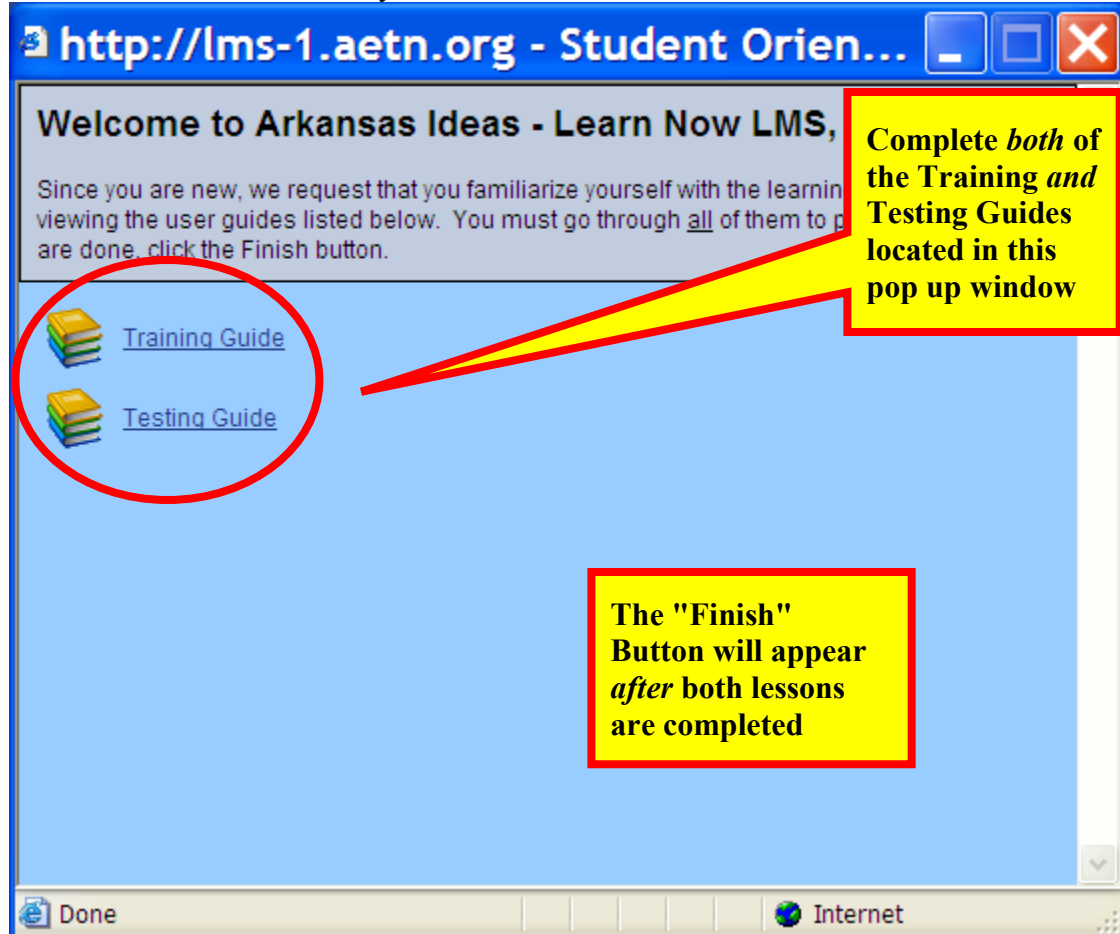 http://lms-1.aetn.org - Student Orien...
Welcome to Arkansas Ideas - Learn Now LMS,
Since you are new, we request that you familiarize yourself with the
viewing the user guides listed below. You must go through all of them to
are done, click the Finish button.
Complete both of
the Training and
Testing Guides
located in this
pop up window
Training Guide
Testing Guide
The "Finish"
Button will appear
after both lessons
are completed
Done
Internet